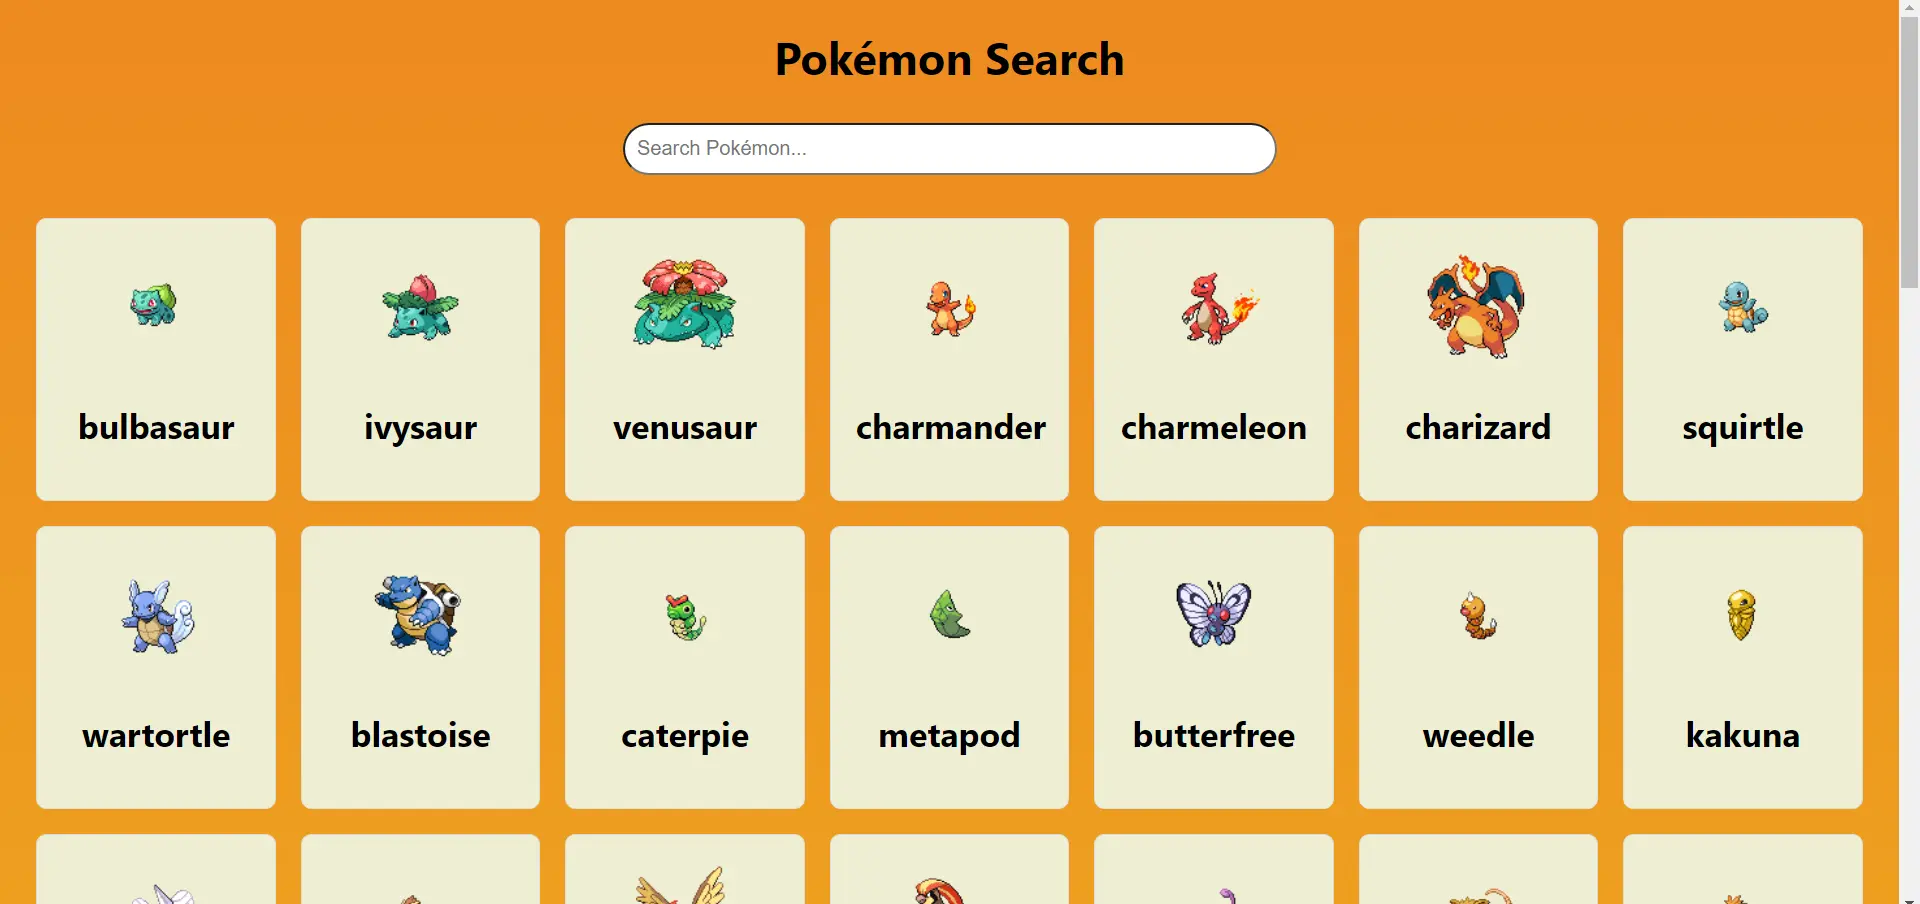 Pokémon Search
Search Pokémon...
bulbasaur
ivysaur
venusaur
charmander
charmeleon
charizard
squirtle
wartortle
blastoise
caterpie
metapod
butterfree
weedle
kakuna